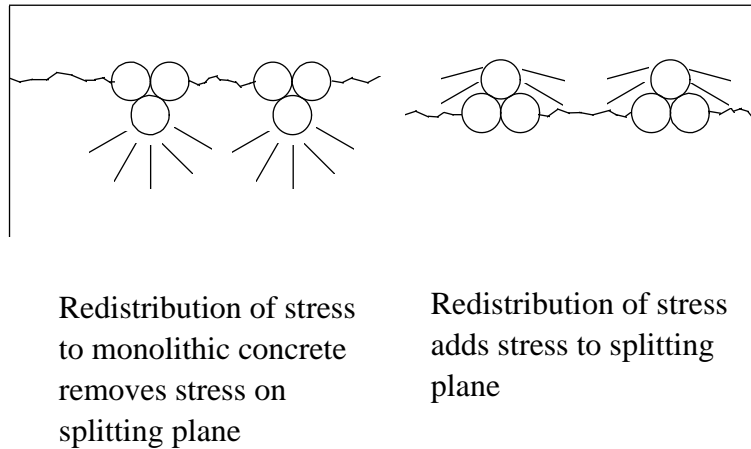 Redistribution of stress
to monolithic concrete
removes stress on
splitting plane
Redistribution of stress
adds stress to splitting
plane